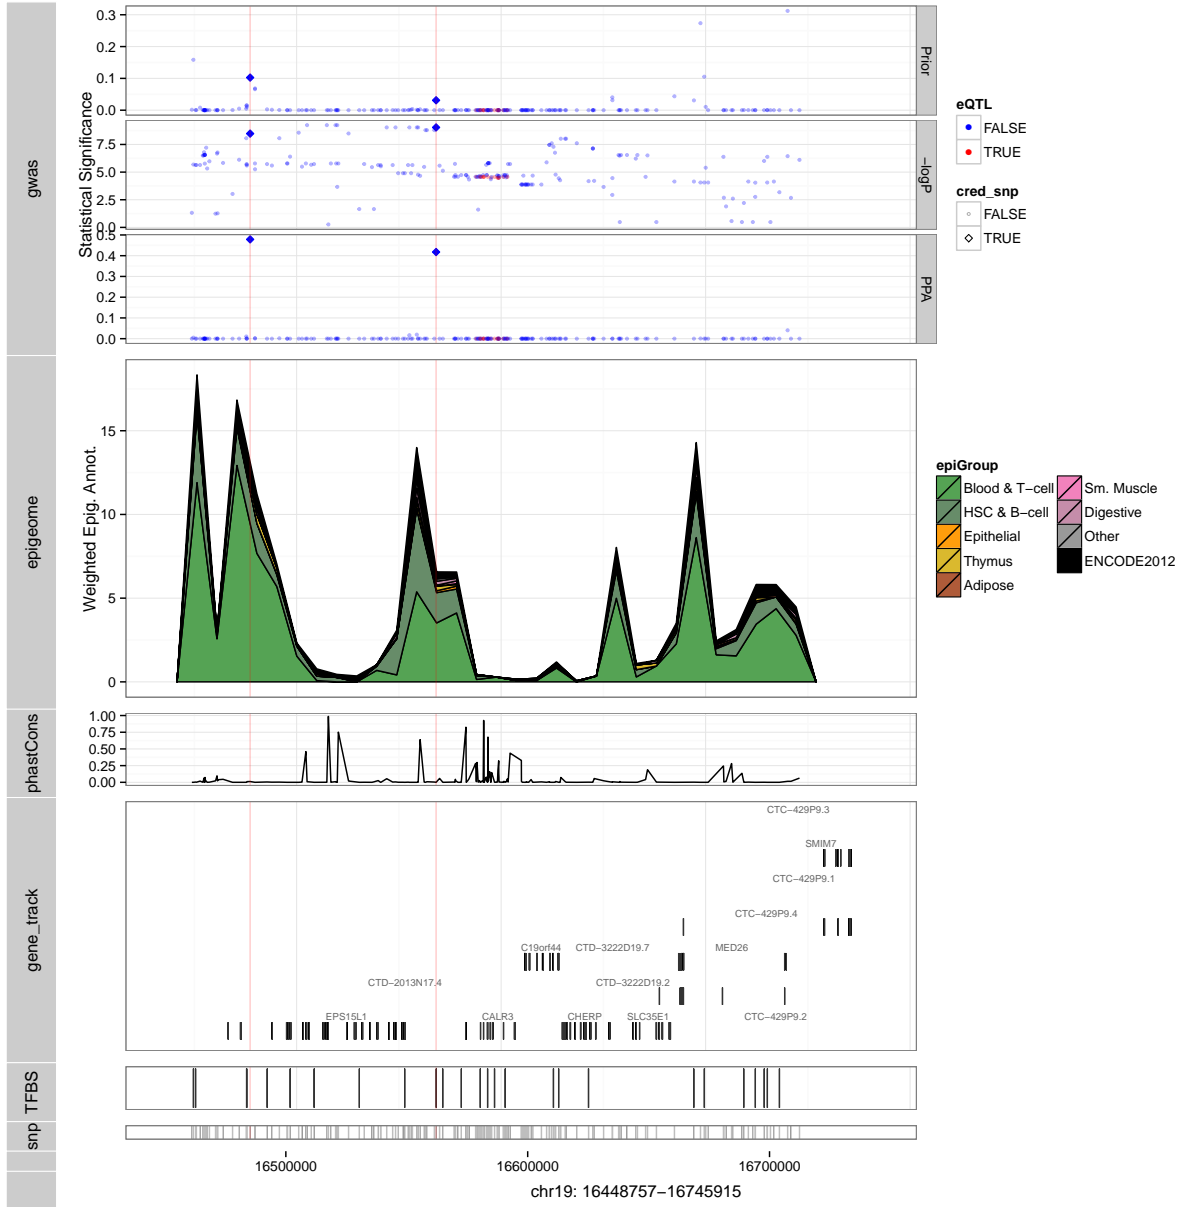 gwas
Statistical Significance
0.3
0.2
0.1
0.0
Prior
7.5
5.0
2.5
0.0
−logP
0.5
0.4
0.3
0.2
0.1
0.0
PPA
eQTL
FALSE
TRUE
cred_snp
FALSE
TRUE
epigeome
Weighted Epig. Annot.
15
10
5
0
epiGroup
Blood & T−cell
HSC & B−cell
Epithelial
Thymus
Adipose
Sm. Muscle
Digestive
Other
ENCODE2012
phastCons
1.00
0.75
0.50
0.25
0.00
gene_track
CTC−429P9.3
SMIM7
CTC−429P9.1
CTC−429P9.4
C19orf44 CTD−3222D19.7 MED26
CTD−2013N17.4 CTD−3222D19.2
EPS15L1 CALR3 CHERP SLC35E1 CTC−429P9.2
TFBS
snp
16500000 16600000 16700000
chr19: 16448757−16745915